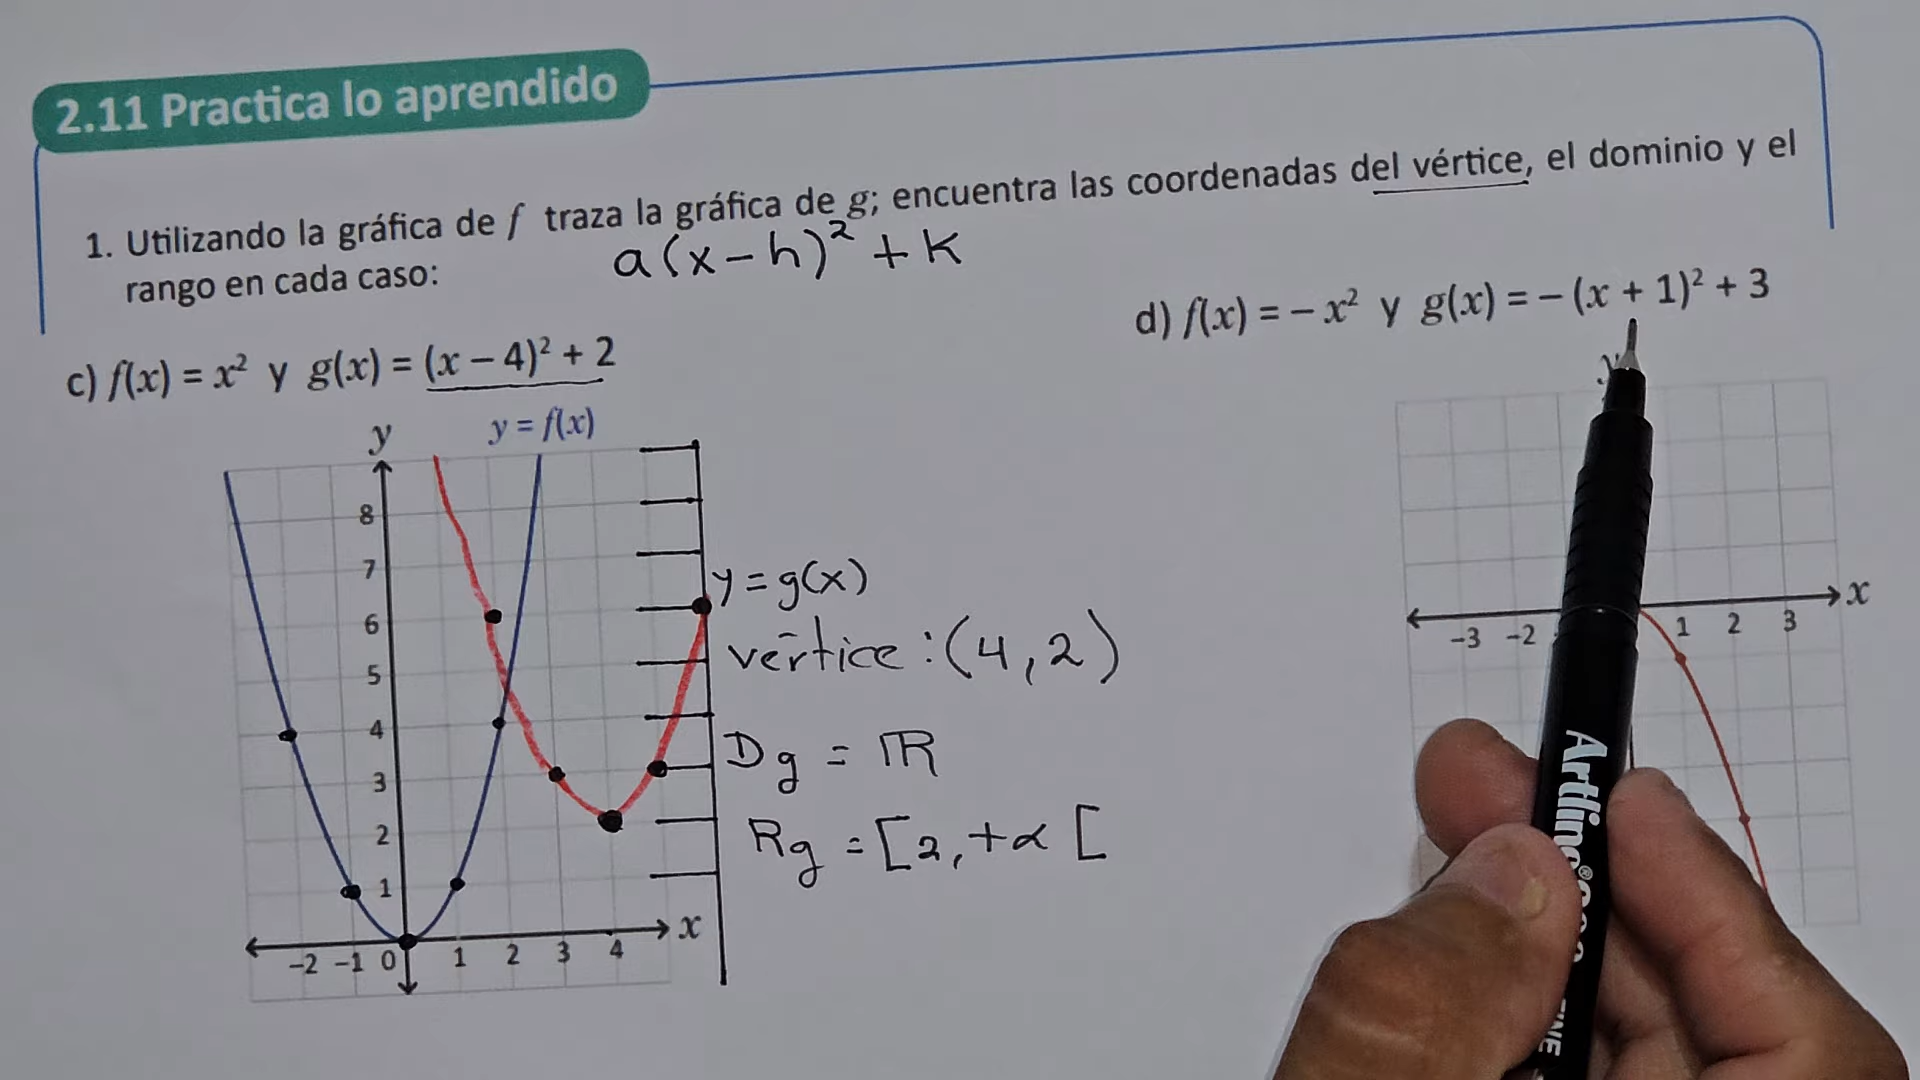 2.11 Practica lo aprendido
1. Utilizando la gráfica de f traza la gráfica de g; encuentra las coordenadas del vértice, el dominio y el
rango en cada caso:
a(x-h)² + k
c) f(x) = x² y g(x) = (x – 4)² + 2
d) f(x) = – x² y g(x) = – (x + 1)² + 3
y
y = f(x)
8
7
6
5
4
3
2
1
-2 -1 0 1 2 3 4 x
y = g(x)
vértice : (4, 2)
Dg = ℝ
Rg = [2, +∝ [
y
x
-3 -2 1 2 3
Artline®